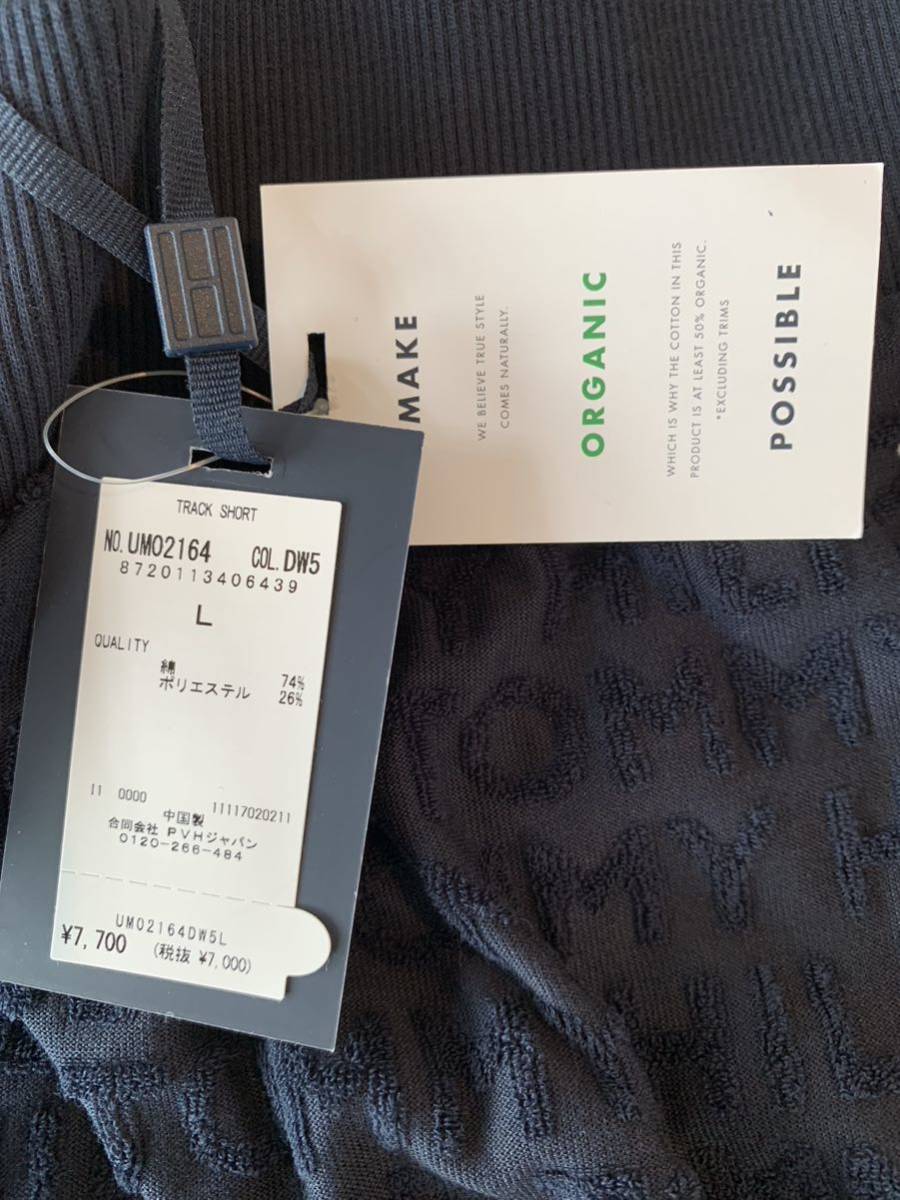 TRACK SHORT
NO. UM02164 COL. DW5
8720113406439
L
QUALITY
綿 74%
ポリエステル 26%
11 0000 11117020211
中国製
合同会社 PVHジャパン
0120-266-484
UM02164DW5L
¥7,700 (税抜 ¥7,000)
MAKE
WE BELIEVE TRUE STYLE
COMES NATURALLY.
ORGANIC
WHICH IS WHY THE COTTON IN THIS
PRODUCT IS AT LEAST 50% ORGANIC.
*EXCLUDING TRIMS
POSSIBLE
TOMM
MY H
HIL